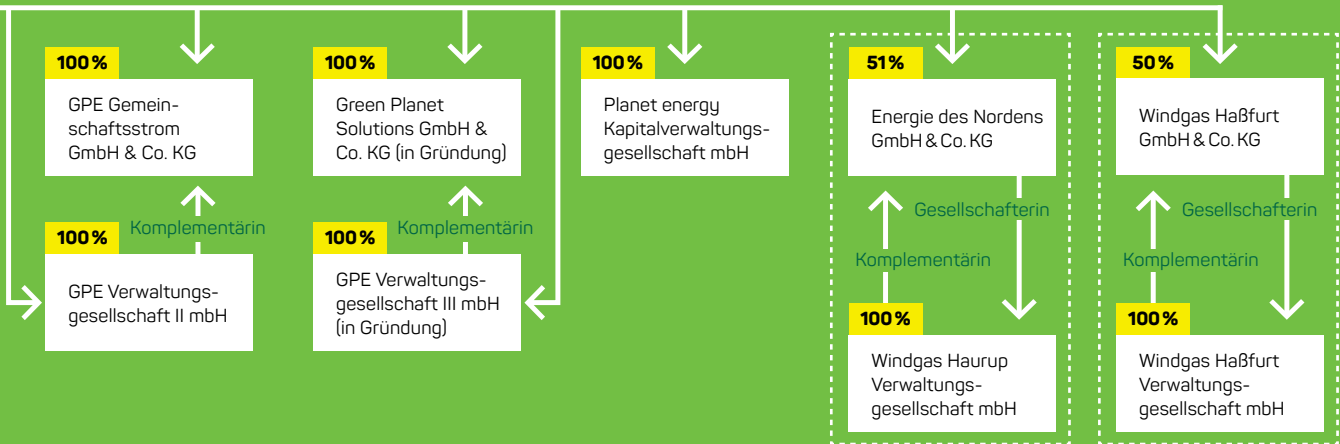 100 %
GPE Gemein-
schaftsstrom
GmbH & Co. KG
100 %
Green Planet
Solutions GmbH &
Co. KG (in Gründung)
100 %
Planet energy
Kapitalverwaltungs-
gesellschaft mbH
51 %
Energie des Nordens
GmbH & Co. KG
50 %
Windgas Haßfurt
GmbH & Co. KG
Komplementärin
100 %
GPE Verwaltungs-
gesellschaft II mbH
Komplementärin
100 %
GPE Verwaltungs-
gesellschaft III mbH
(in Gründung)
Gesellschafterin
Komplementärin
100 %
Windgas Haurup
Verwaltungs-
gesellschaft mbH
Gesellschafterin
Komplementärin
100 %
Windgas Haßfurt
Verwaltungs-
gesellschaft mbH